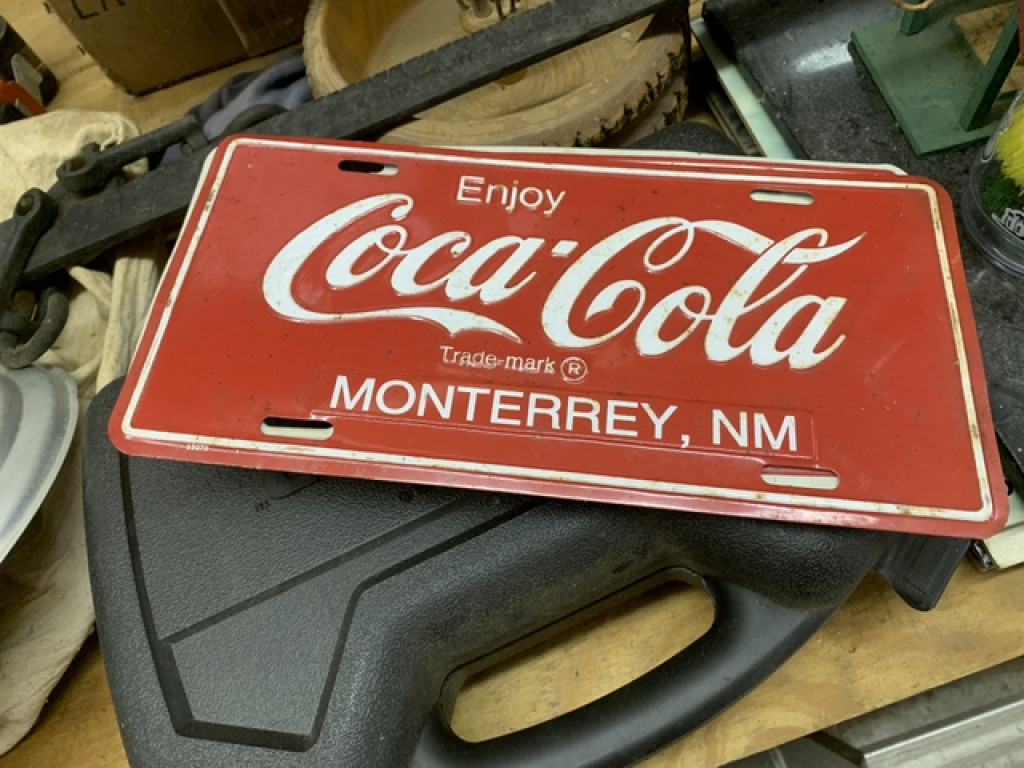 Enjoy
Coca-Cola
Trade-mark ®
MONTERREY, NM